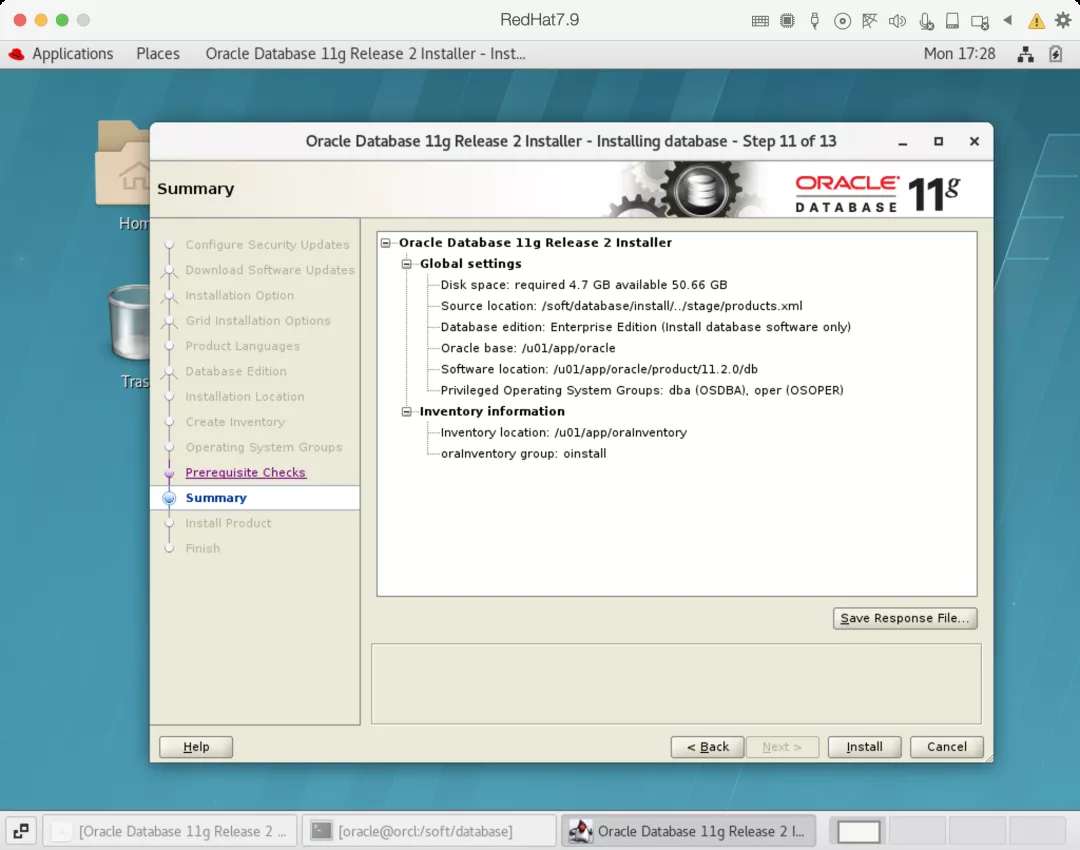 RedHat7.9
Applications Places Oracle Database 11g Release 2 Installer - Inst... Mon 17:28
Hom
Tras
Oracle Database 11g Release 2 Installer - Installing database - Step 11 of 13
Summary
ORACLE
DATABASE
11g
Configure Security Updates
Download Software Updates
Installation Option
Grid Installation Options
Product Languages
Database Edition
Installation Location
Create Inventory
Operating System Groups
Prerequisite Checks
Summary
Install Product
Finish
Oracle Database 11g Release 2 Installer
Global settings
Disk space: required 4.7 GB available 50.66 GB
Source location: /soft/database/install/../stage/products.xml
Database edition: Enterprise Edition (Install database software only)
Oracle base: /u01/app/oracle
Software location: /u01/app/oracle/product/11.2.0/db
Privileged Operating System Groups: dba (OSDBA), oper (OSOPER)
Inventory information
Inventory location: /u01/app/oraInventory
oraInventory group: oinstall
Save Response File...
Help < Back Next > Install Cancel
[Oracle Database 11g Release 2 ... [oracle@orcl:/soft/database] Oracle Database 11g Release 2 I...